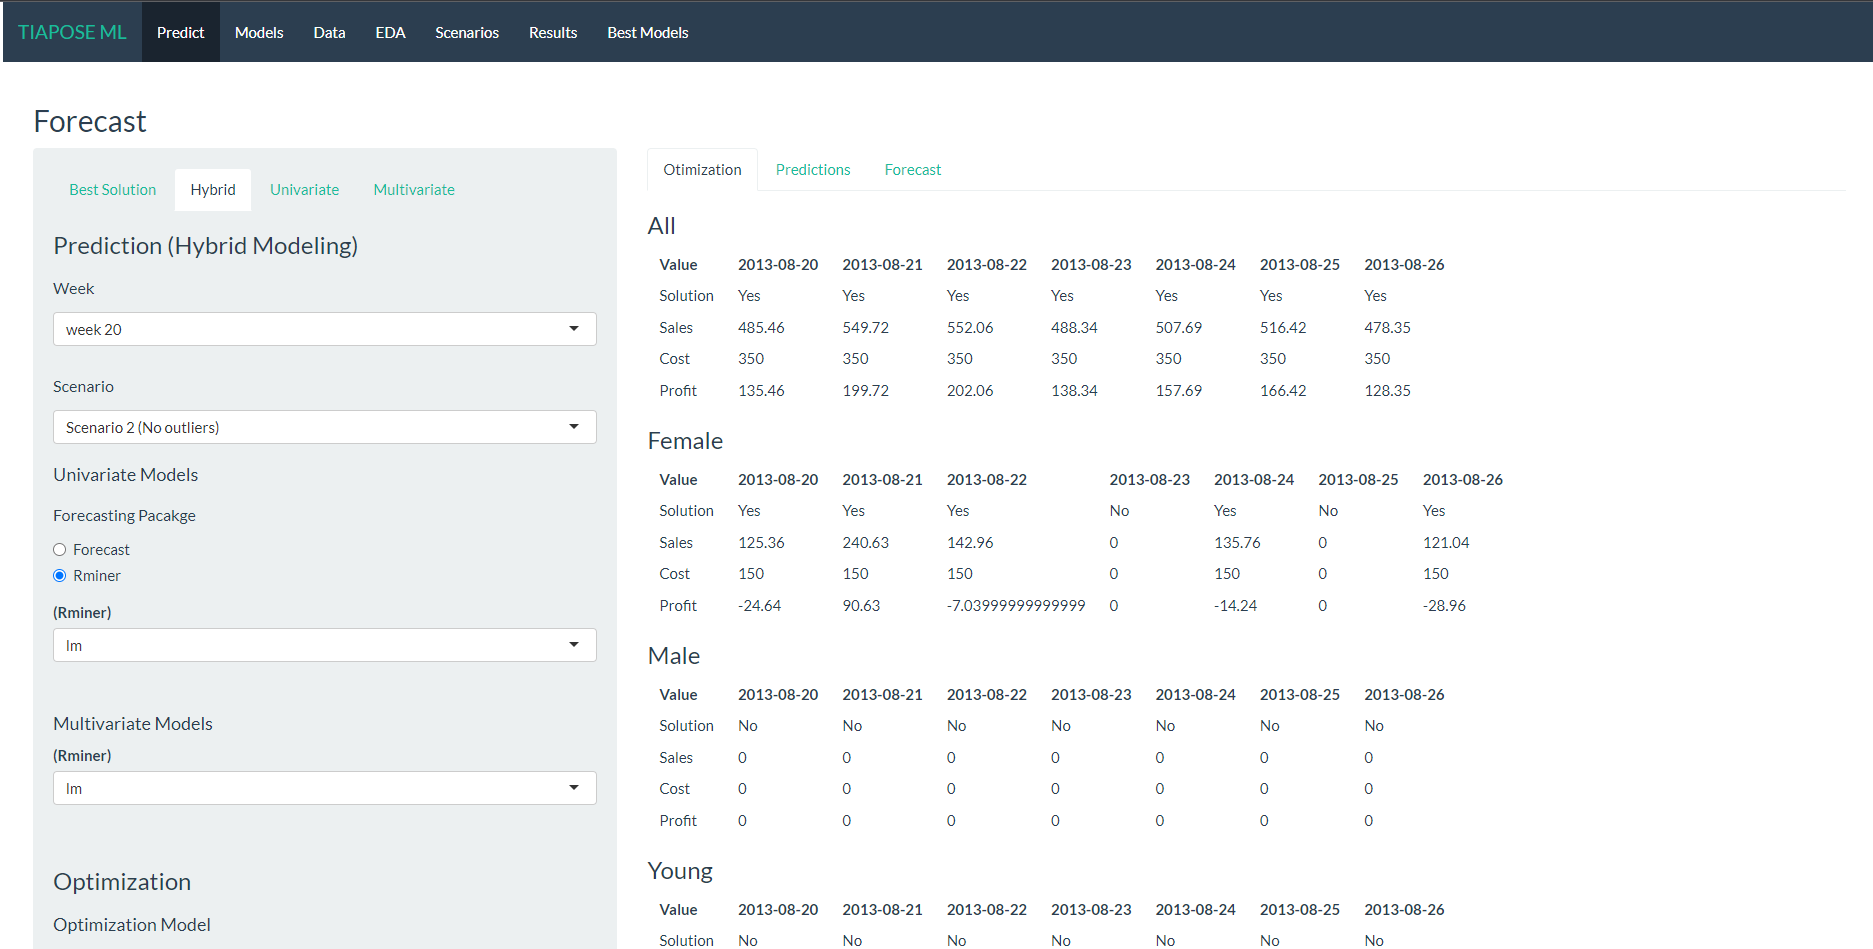 TIAPOSE ML Predict Models Data EDA Scenarios Results Best Models
Forecast
Best Solution Hybrid Univariate Multivariate
Prediction (Hybrid Modeling)
Week
week 20
Scenario
Scenario 2 (No outliers)
Univariate Models
Forecasting Pacakge
Forecast
Rminer
(Rminer)
lm
Multivariate Models
(Rminer)
lm
Optimization
Optimization Model
Otimization Predictions Forecast
All
Value 2013-08-20 2013-08-21 2013-08-22 2013-08-23 2013-08-24 2013-08-25 2013-08-26
Solution Yes Yes Yes Yes Yes Yes Yes
Sales 485.46 549.72 552.06 488.34 507.69 516.42 478.35
Cost 350 350 350 350 350 350 350
Profit 135.46 199.72 202.06 138.34 157.69 166.42 128.35
Female
Value 2013-08-20 2013-08-21 2013-08-22 2013-08-23 2013-08-24 2013-08-25 2013-08-26
Solution Yes Yes Yes No Yes No Yes
Sales 125.36 240.63 142.96 0 135.76 0 121.04
Cost 150 150 150 0 150 0 150
Profit -24.64 90.63 -7.03999999999999 0 -14.24 0 -28.96
Male
Value 2013-08-20 2013-08-21 2013-08-22 2013-08-23 2013-08-24 2013-08-25 2013-08-26
Solution No No No No No No No
Sales 0 0 0 0 0 0 0
Cost 0 0 0 0 0 0 0
Profit 0 0 0 0 0 0 0
Young
Value 2013-08-20 2013-08-21 2013-08-22 2013-08-23 2013-08-24 2013-08-25 2013-08-26
Solution No No No No No No No